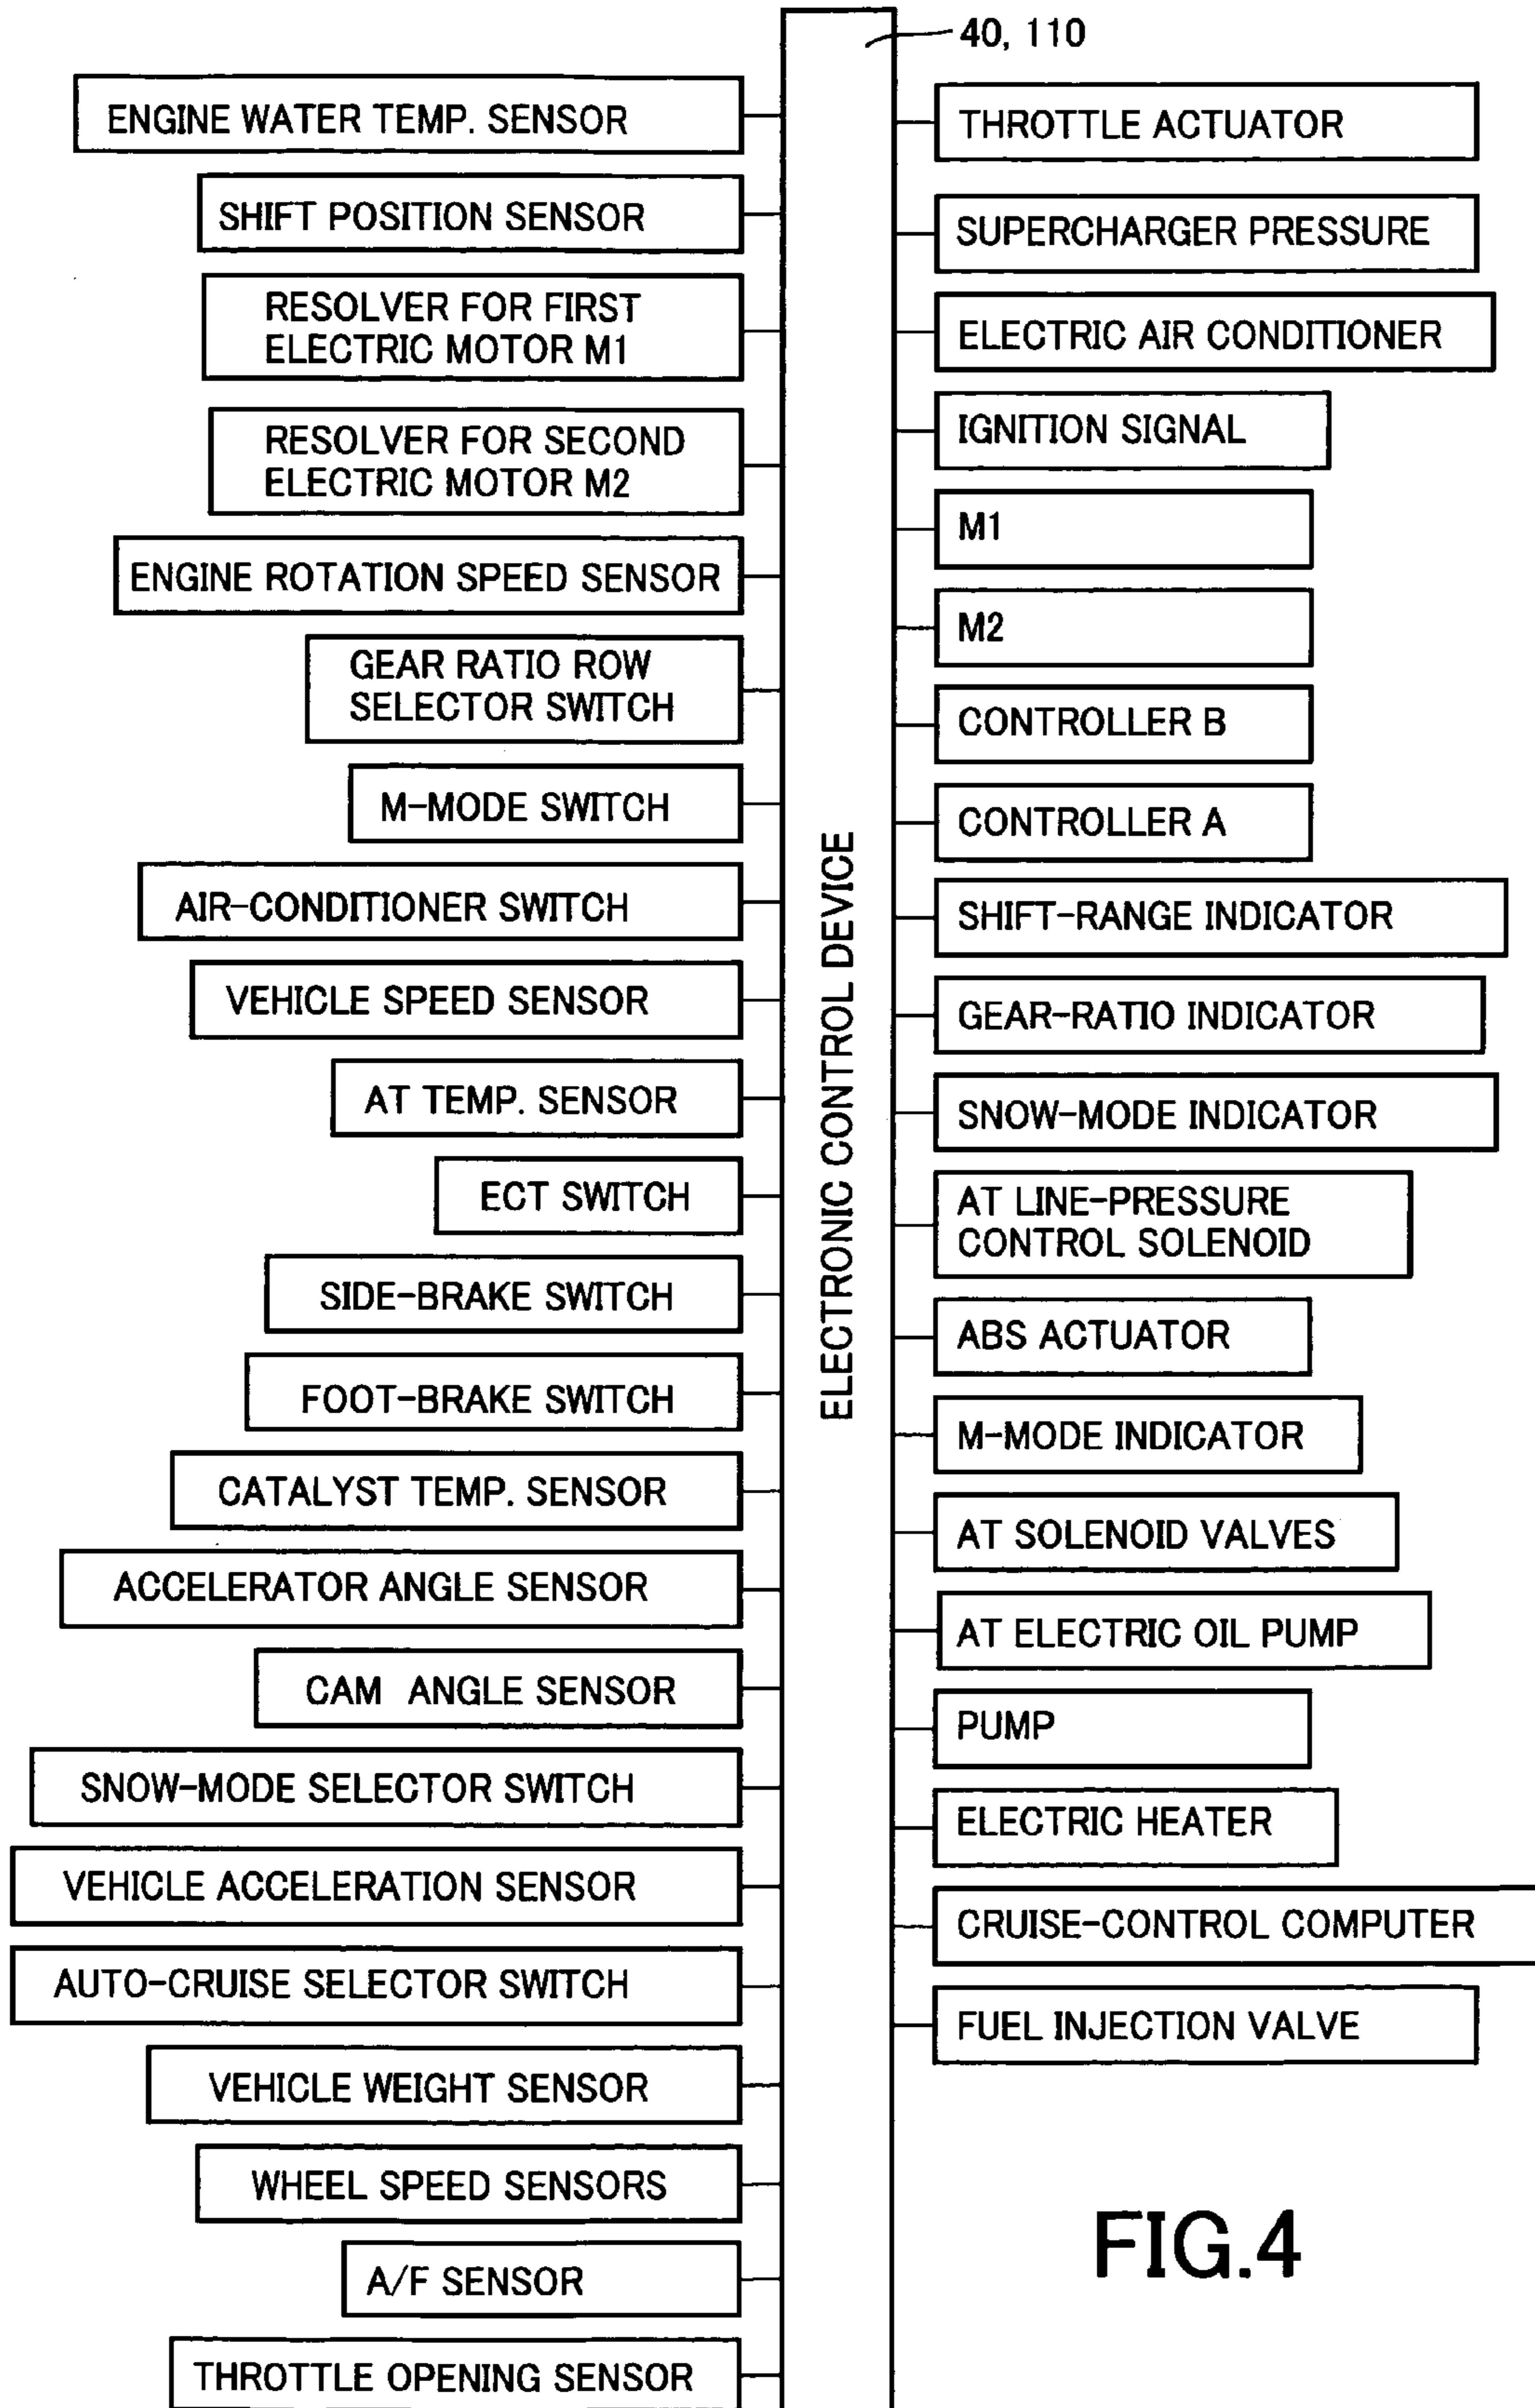 40, 110
ENGINE WATER TEMP. SENSOR
SHIFT POSITION SENSOR
RESOLVER FOR FIRST
ELECTRIC MOTOR M1
RESOLVER FOR SECOND
ELECTRIC MOTOR M2
ENGINE ROTATION SPEED SENSOR
GEAR RATIO ROW
SELECTOR SWITCH
M-MODE SWITCH
AIR-CONDITIONER SWITCH
VEHICLE SPEED SENSOR
AT TEMP. SENSOR
ECT SWITCH
SIDE-BRAKE SWITCH
FOOT-BRAKE SWITCH
CATALYST TEMP. SENSOR
ACCELERATOR ANGLE SENSOR
CAM ANGLE SENSOR
SNOW-MODE SELECTOR SWITCH
VEHICLE ACCELERATION SENSOR
AUTO-CRUISE SELECTOR SWITCH
VEHICLE WEIGHT SENSOR
WHEEL SPEED SENSORS
A/F SENSOR
THROTTLE OPENING SENSOR
ELECTRONIC CONTROL DEVICE
THROTTLE ACTUATOR
SUPERCHARGER PRESSURE
ELECTRIC AIR CONDITIONER
IGNITION SIGNAL
M1
M2
CONTROLLER B
CONTROLLER A
SHIFT-RANGE INDICATOR
GEAR-RATIO INDICATOR
SNOW-MODE INDICATOR
AT LINE-PRESSURE
CONTROL SOLENOID
ABS ACTUATOR
M-MODE INDICATOR
AT SOLENOID VALVES
AT ELECTRIC OIL PUMP
PUMP
ELECTRIC HEATER
CRUISE-CONTROL COMPUTER
FUEL INJECTION VALVE
FIG.4